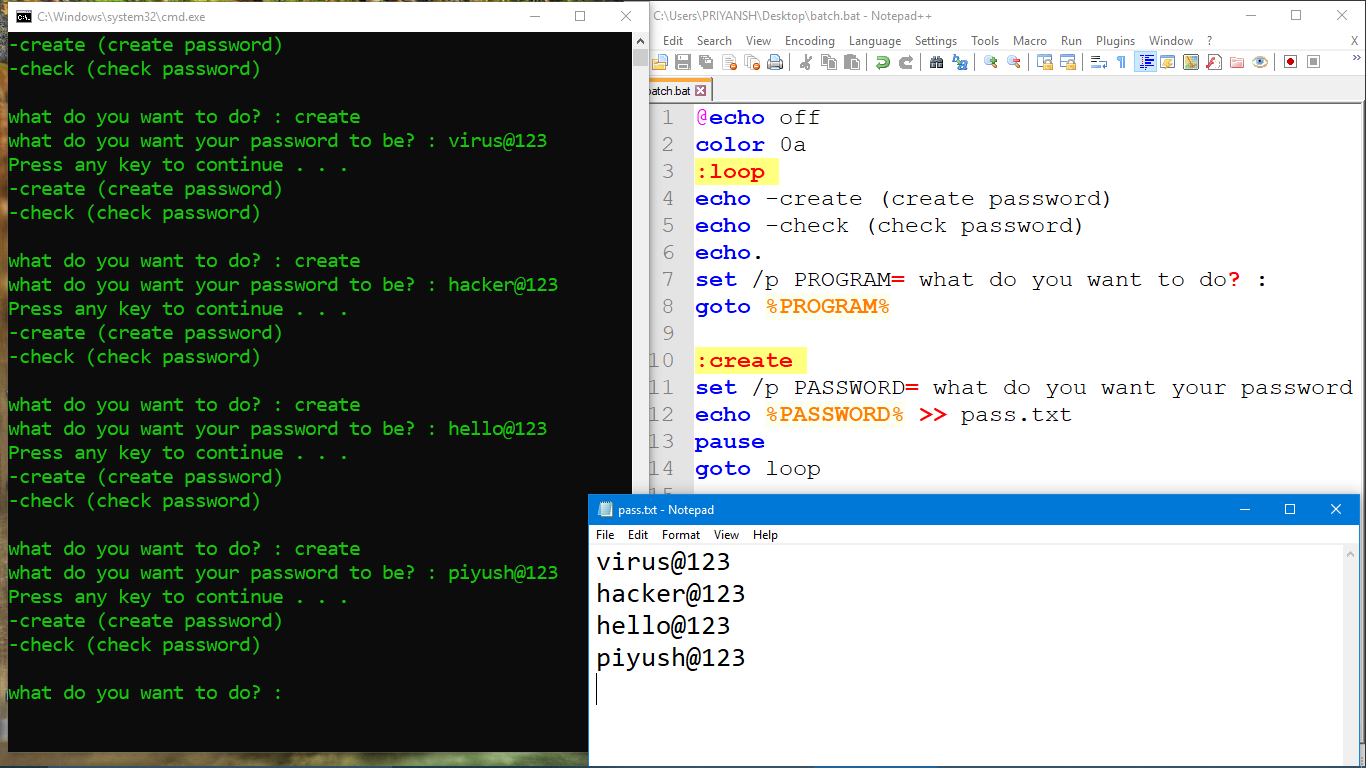 C:\Windows\system32\cmd.exe
-create (create password)
-check (check password)
what do you want to do? : create
what do you want your password to be? : virus@123
Press any key to continue . . .
-create (create password)
-check (check password)
what do you want to do? : create
what do you want your password to be? : hacker@123
Press any key to continue . . .
-create (create password)
-check (check password)
what do you want to do? : create
what do you want your password to be? : hello@123
Press any key to continue . . .
-create (create password)
-check (check password)
what do you want to do? : create
what do you want your password to be? : piyush@123
Press any key to continue . . .
-create (create password)
-check (check password)
what do you want to do? :
C:\Users\PRIYANSH\Desktop\batch.bat - Notepad++
Edit Search View Encoding Language Settings Tools Macro Run Plugins Window ? X
batch.bat
1 @echo off
2 color 0a
3 :loop
4 echo -create (create password)
5 echo -check (check password)
6 echo.
7 set /p PROGRAM= what do you want to do? :
8 goto %PROGRAM%
9
10 :create
11 set /p PASSWORD= what do you want your password
12 echo %PASSWORD% >> pass.txt
13 pause
14 goto loop
15
pass.txt - Notepad
File Edit Format View Help
virus@123
hacker@123
hello@123
piyush@123